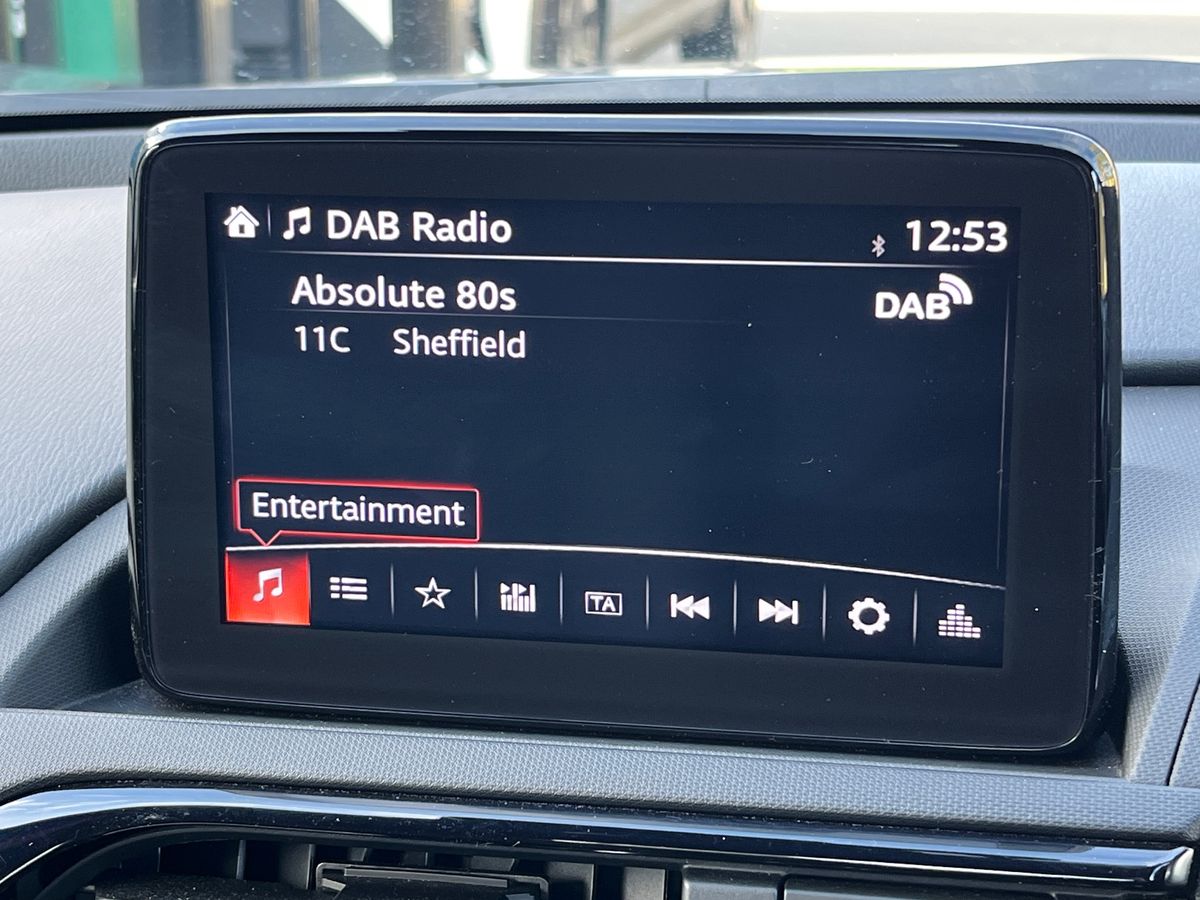 DAB Radio
12:53
Absolute 80s
DAB
11C Sheffield
Entertainment
TA